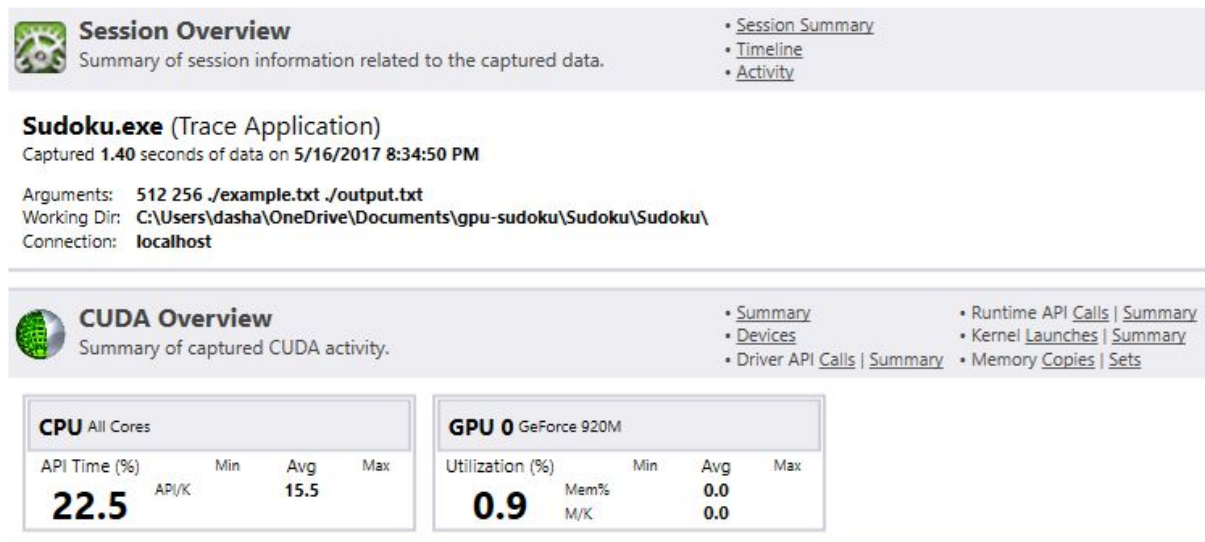 Session Overview
Summary of session information related to the captured data.
• Session Summary
• Timeline
• Activity
Sudoku.exe (Trace Application)
Captured 1.40 seconds of data on 5/16/2017 8:34:50 PM
Arguments: 512 256 ./example.txt ./output.txt
Working Dir: C:\Users\dasha\OneDrive\Documents\gpu-sudoku\Sudoku\Sudoku\
Connection: localhost
CUDA Overview
Summary of captured CUDA activity.
• Summary
• Devices
• Driver API Calls | Summary
• Runtime API Calls | Summary
• Kernel Launches | Summary
• Memory Copies | Sets
CPU All Cores
API Time (%) Min Avg Max
22.5 API/K 15.5
GPU 0 GeForce 920M
Utilization (%) Min Avg Max
0.9 Mem% 0.0
M/K 0.0